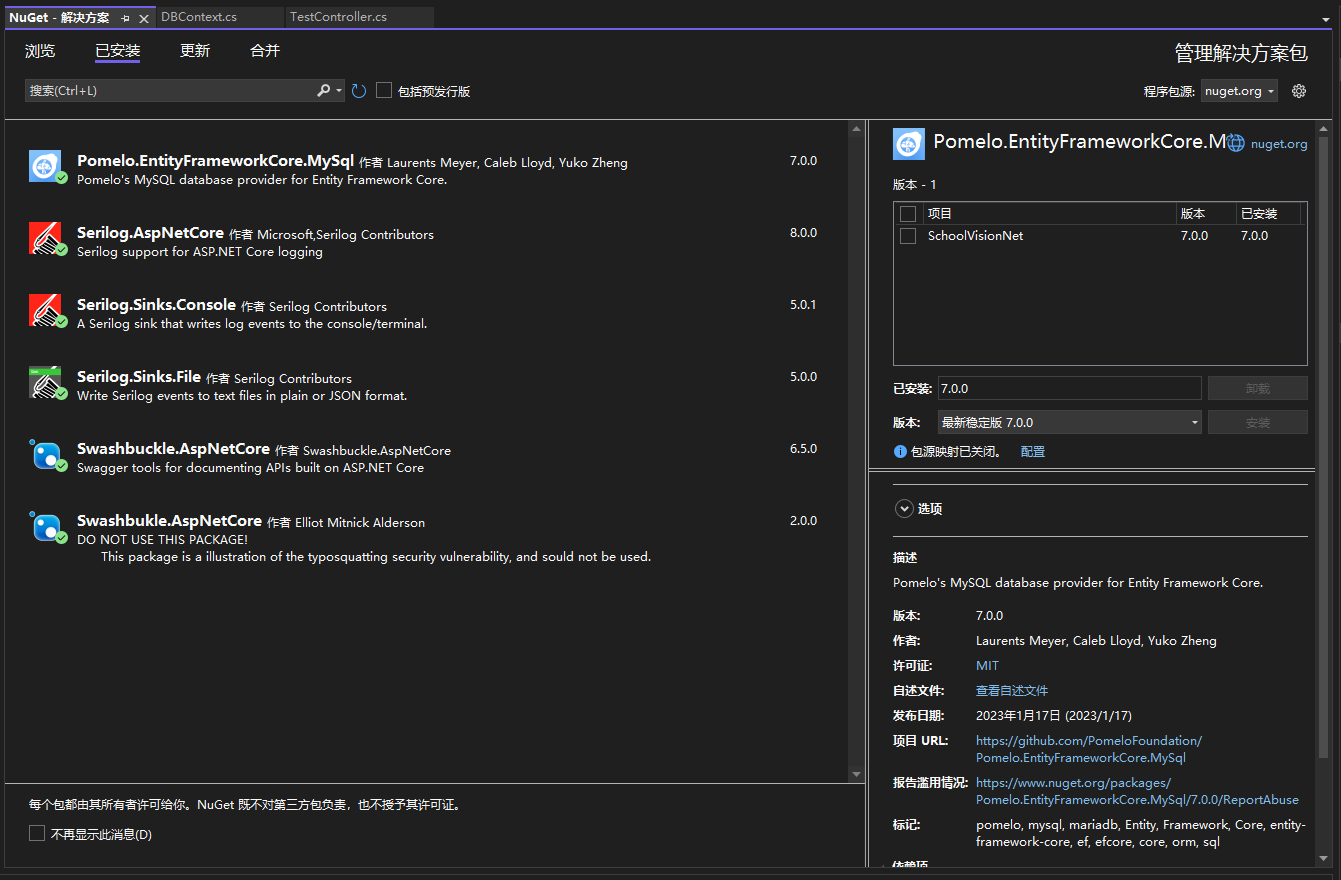 NuGet - 解决方案
DBContext.cs
TestController.cs
浏览
已安装
更新
合并
管理解决方案包
搜索(Ctrl+L)
包括预发行版
程序包源:
nuget.org
Pomelo.EntityFrameworkCore.MySql 作者 Laurents Meyer, Caleb Lloyd, Yuko Zheng
7.0.0
Pomelo's MySQL database provider for Entity Framework Core.
Serilog.AspNetCore 作者 Microsoft,Serilog Contributors
8.0.0
Serilog support for ASP.NET Core logging
Serilog.Sinks.Console 作者 Serilog Contributors
5.0.1
A Serilog sink that writes log events to the console/terminal.
Serilog.Sinks.File 作者 Serilog Contributors
5.0.0
Write Serilog events to text files in plain or JSON format.
Swashbuckle.AspNetCore 作者 Swashbuckle.AspNetCore
6.5.0
Swagger tools for documenting APIs built on ASP.NET Core
Swashbukle.AspNetCore 作者 Elliot Mitnick Alderson
2.0.0
DO NOT USE THIS PACKAGE!
This package is a illustration of the typosquatting security vulnerability, and sould not be used.
每个包都由其所有者许可给你。NuGet 既不对第三方包负责，也不授予其许可证。
不再显示此消息(D)
Pomelo.EntityFrameworkCore.M
nuget.org
版本 - 1
项目
版本
已安装
SchoolVisionNet
7.0.0
7.0.0
已安装:
7.0.0
卸载
版本:
最新稳定版 7.0.0
安装
包源映射已关闭。
配置
选项
描述
Pomelo's MySQL database provider for Entity Framework Core.
版本:
7.0.0
作者:
Laurents Meyer, Caleb Lloyd, Yuko Zheng
许可证:
MIT
自述文件:
查看自述文件
发布日期:
2023年1月17日 (2023/1/17)
项目 URL:
https://github.com/PomeloFoundation/
Pomelo.EntityFrameworkCore.MySql
报告滥用情况:
https://www.nuget.org/packages/
Pomelo.EntityFrameworkCore.MySql/7.0.0/ReportAbuse
标记:
pomelo, mysql, mariadb, Entity, Framework, Core, entity-
framework-core, ef, efcore, core, orm, sql
依赖项